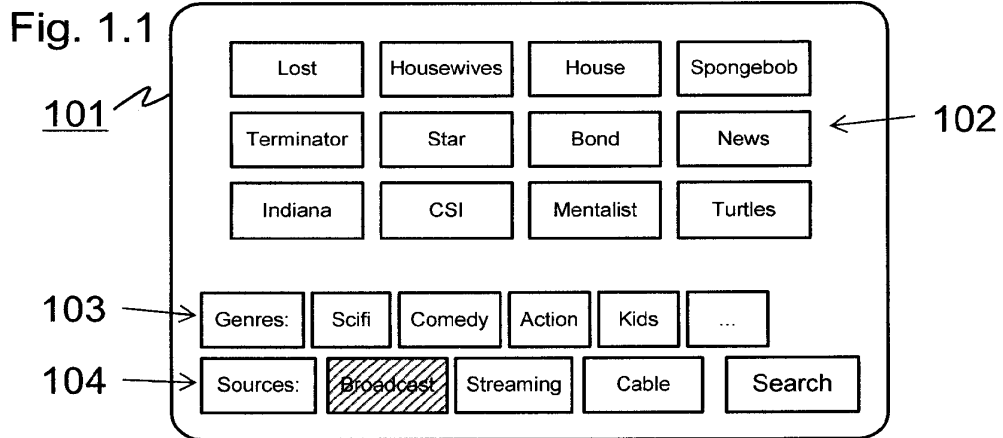 Fig. 1.1
Lost Housewives House Spongebob
101
Terminator Star Bond News
102
Indiana CSI Mentalist Turtles
103
Genres: Scifi Comedy Action Kids ...
104
Sources: Broadcast Streaming Cable Search